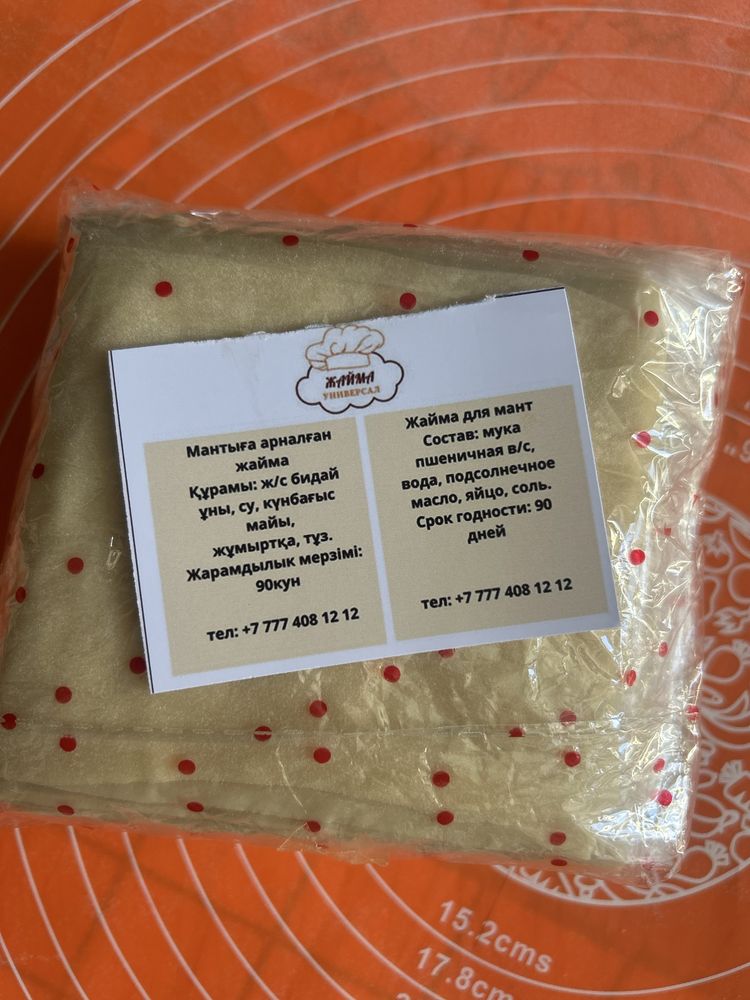 ЖАЙМА
УНИВЕРСАЛ
Мантыға арналған
жайма
Құрамы: ж/с бидай
ұны, су, күнбағыс
майы,
жұмыртқа, тұз.
Жарамдылык мерзімі:
90кун
тел: +7 777 408 12 12
Жайма для мант
Состав: мука
пшеничная в/с,
вода, подсолнечное
масло, яйцо, соль.
Срок годности: 90
дней
тел: +7 777 408 12 12
15.2cms
17.8cm